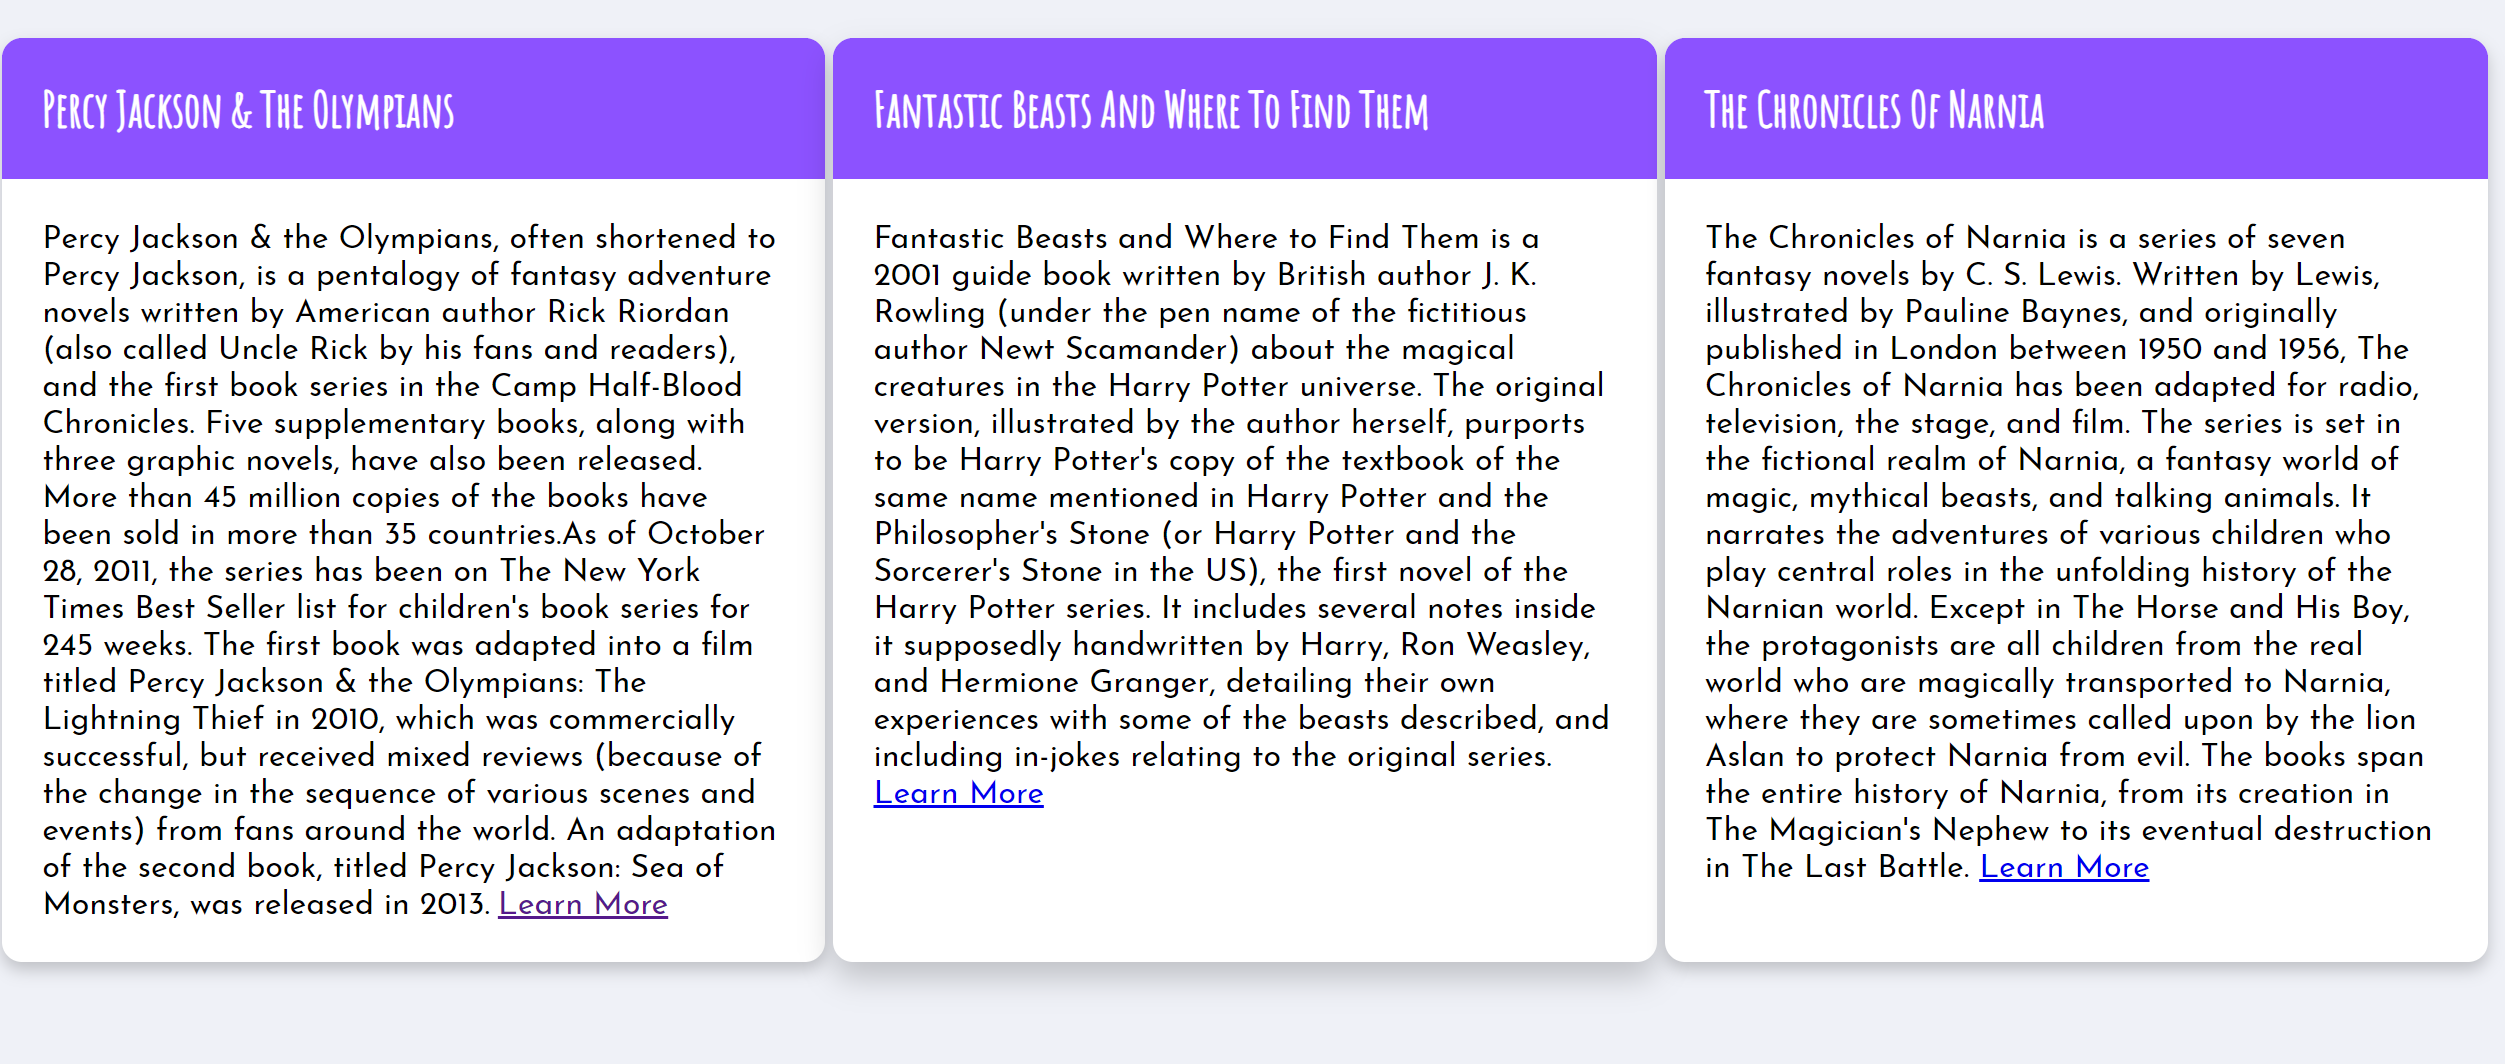 Percy Jackson & The Olympians
Percy Jackson & the Olympians, often shortened to
Percy Jackson, is a pentalogy of fantasy adventure
novels written by American author Rick Riordan
(also called Uncle Rick by his fans and readers),
and the first book series in the Camp Half-Blood
Chronicles. Five supplementary books, along with
three graphic novels, have also been released.
More than 45 million copies of the books have
been sold in more than 35 countries.As of October
28, 2011, the series has been on The New York
Times Best Seller list for children's book series for
245 weeks. The first book was adapted into a film
titled Percy Jackson & the Olympians: The
Lightning Thief in 2010, which was commercially
successful, but received mixed reviews (because of
the change in the sequence of various scenes and
events) from fans around the world. An adaptation
of the second book, titled Percy Jackson: Sea of
Monsters, was released in 2013. Learn More
Fantastic Beasts And Where To Find Them
Fantastic Beasts and Where to Find Them is a
2001 guide book written by British author J. K.
Rowling (under the pen name of the fictitious
author Newt Scamander) about the magical
creatures in the Harry Potter universe. The original
version, illustrated by the author herself, purports
to be Harry Potter's copy of the textbook of the
same name mentioned in Harry Potter and the
Philosopher's Stone (or Harry Potter and the
Sorcerer's Stone in the US), the first novel of the
Harry Potter series. It includes several notes inside
it supposedly handwritten by Harry, Ron Weasley,
and Hermione Granger, detailing their own
experiences with some of the beasts described, and
including in-jokes relating to the original series.
Learn More
The Chronicles Of Narnia
The Chronicles of Narnia is a series of seven
fantasy novels by C. S. Lewis. Written by Lewis,
illustrated by Pauline Baynes, and originally
published in London between 1950 and 1956, The
Chronicles of Narnia has been adapted for radio,
television, the stage, and film. The series is set in
the fictional realm of Narnia, a fantasy world of
magic, mythical beasts, and talking animals. It
narrates the adventures of various children who
play central roles in the unfolding history of the
Narnian world. Except in The Horse and His Boy,
the protagonists are all children from the real
world who are magically transported to Narnia,
where they are sometimes called upon by the lion
Aslan to protect Narnia from evil. The books span
the entire history of Narnia, from its creation in
The Magician's Nephew to its eventual destruction
in The Last Battle. Learn More